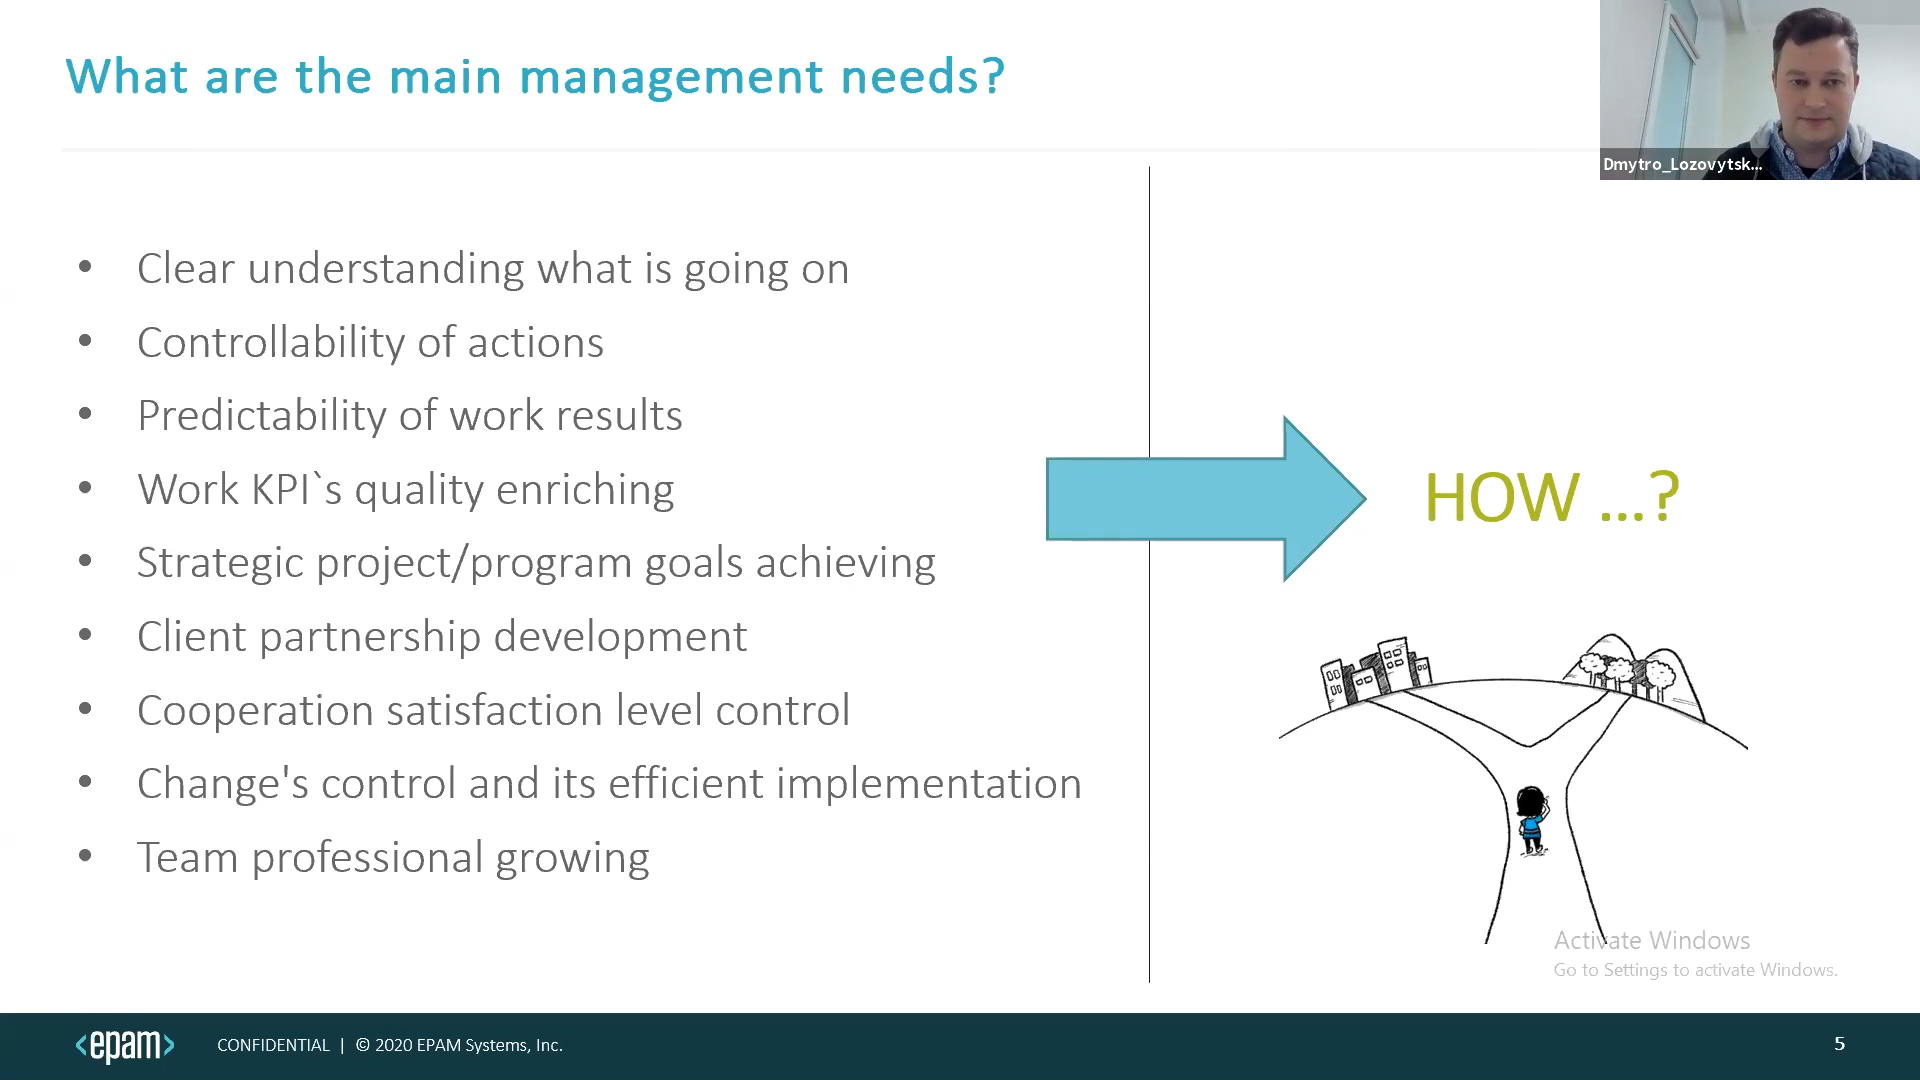 What are the main management needs?
Dmytro_Lozovytsk...
• Clear understanding what is going on
• Controllability of actions
• Predictability of work results
• Work KPI`s quality enriching
• Strategic project/program goals achieving
• Client partnership development
• Cooperation satisfaction level control
• Change's control and its efficient implementation
• Team professional growing
HOW ...?
Activate Windows
Go to Settings to activate Windows.
<epam> CONFIDENTIAL | © 2020 EPAM Systems, Inc.
5